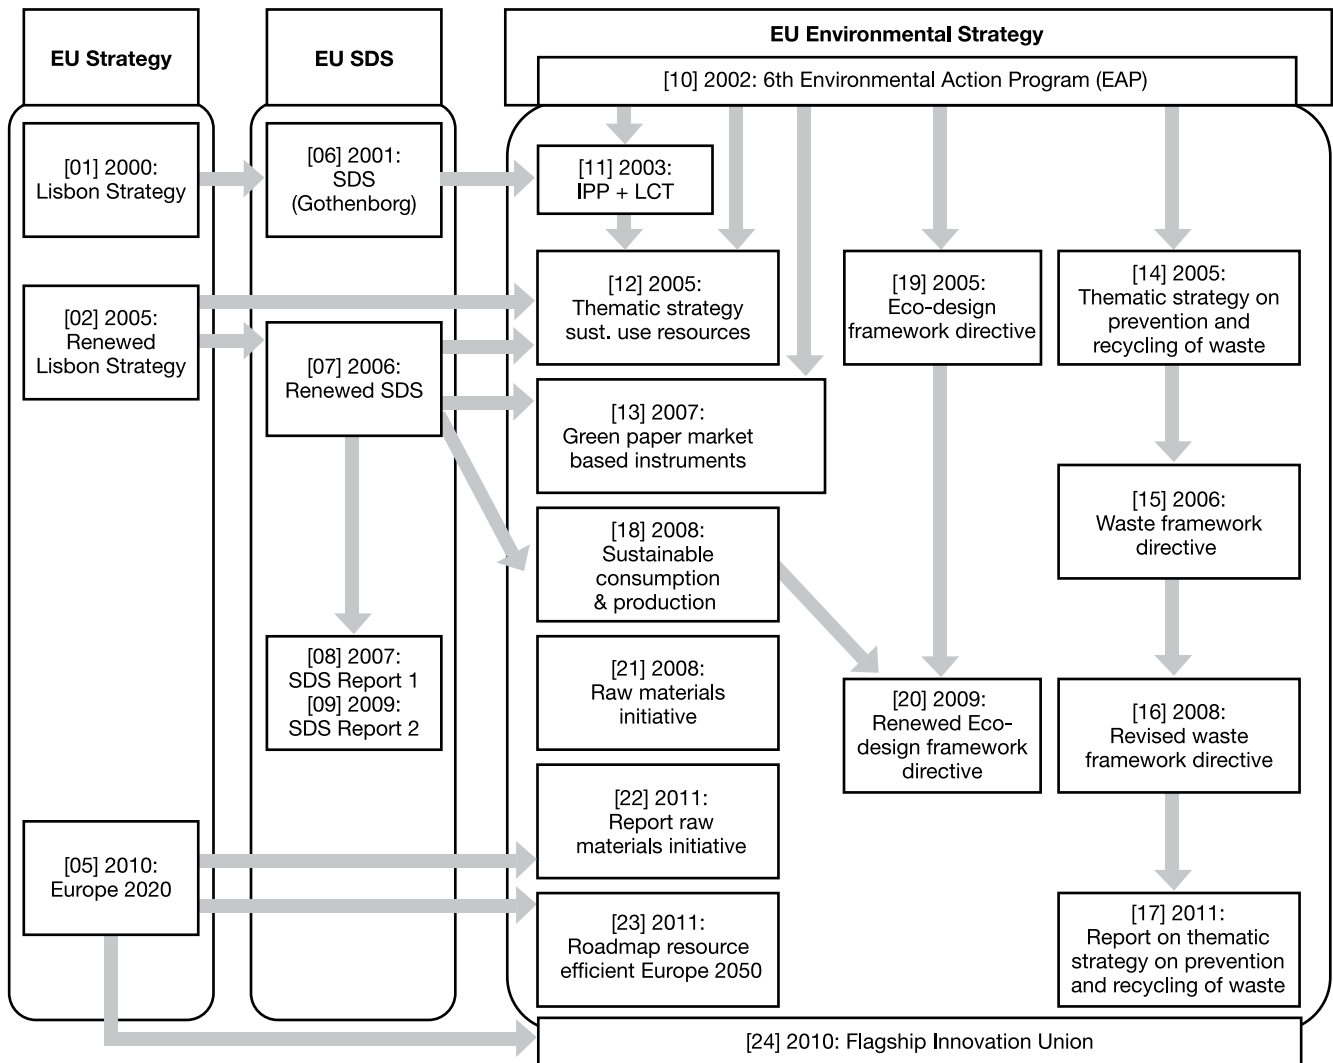 EU Strategy
EU SDS
EU Environmental Strategy
[10] 2002: 6th Environmental Action Program (EAP)
[01] 2000:
Lisbon Strategy
[06] 2001:
SDS
(Gothenborg)
[11] 2003:
IPP + LCT
[02] 2005:
Renewed
Lisbon Strategy
[07] 2006:
Renewed SDS
[12] 2005:
Thematic strategy
sust. use resources
[19] 2005:
Eco-design
framework directive
[14] 2005:
Thematic strategy on
prevention and
recycling of waste
[13] 2007:
Green paper market
based instruments
[15] 2006:
Waste framework
directive
[18] 2008:
Sustainable
consumption
& production
[08] 2007:
SDS Report 1
[09] 2009:
SDS Report 2
[21] 2008:
Raw materials
initiative
[20] 2009:
Renewed Eco-
design framework
directive
[16] 2008:
Revised waste
framework directive
[22] 2011:
Report raw
materials initiative
[05] 2010:
Europe 2020
[23] 2011:
Roadmap resource
efficient Europe 2050
[17] 2011:
Report on thematic
strategy on prevention
and recycling of waste
[24] 2010: Flagship Innovation Union